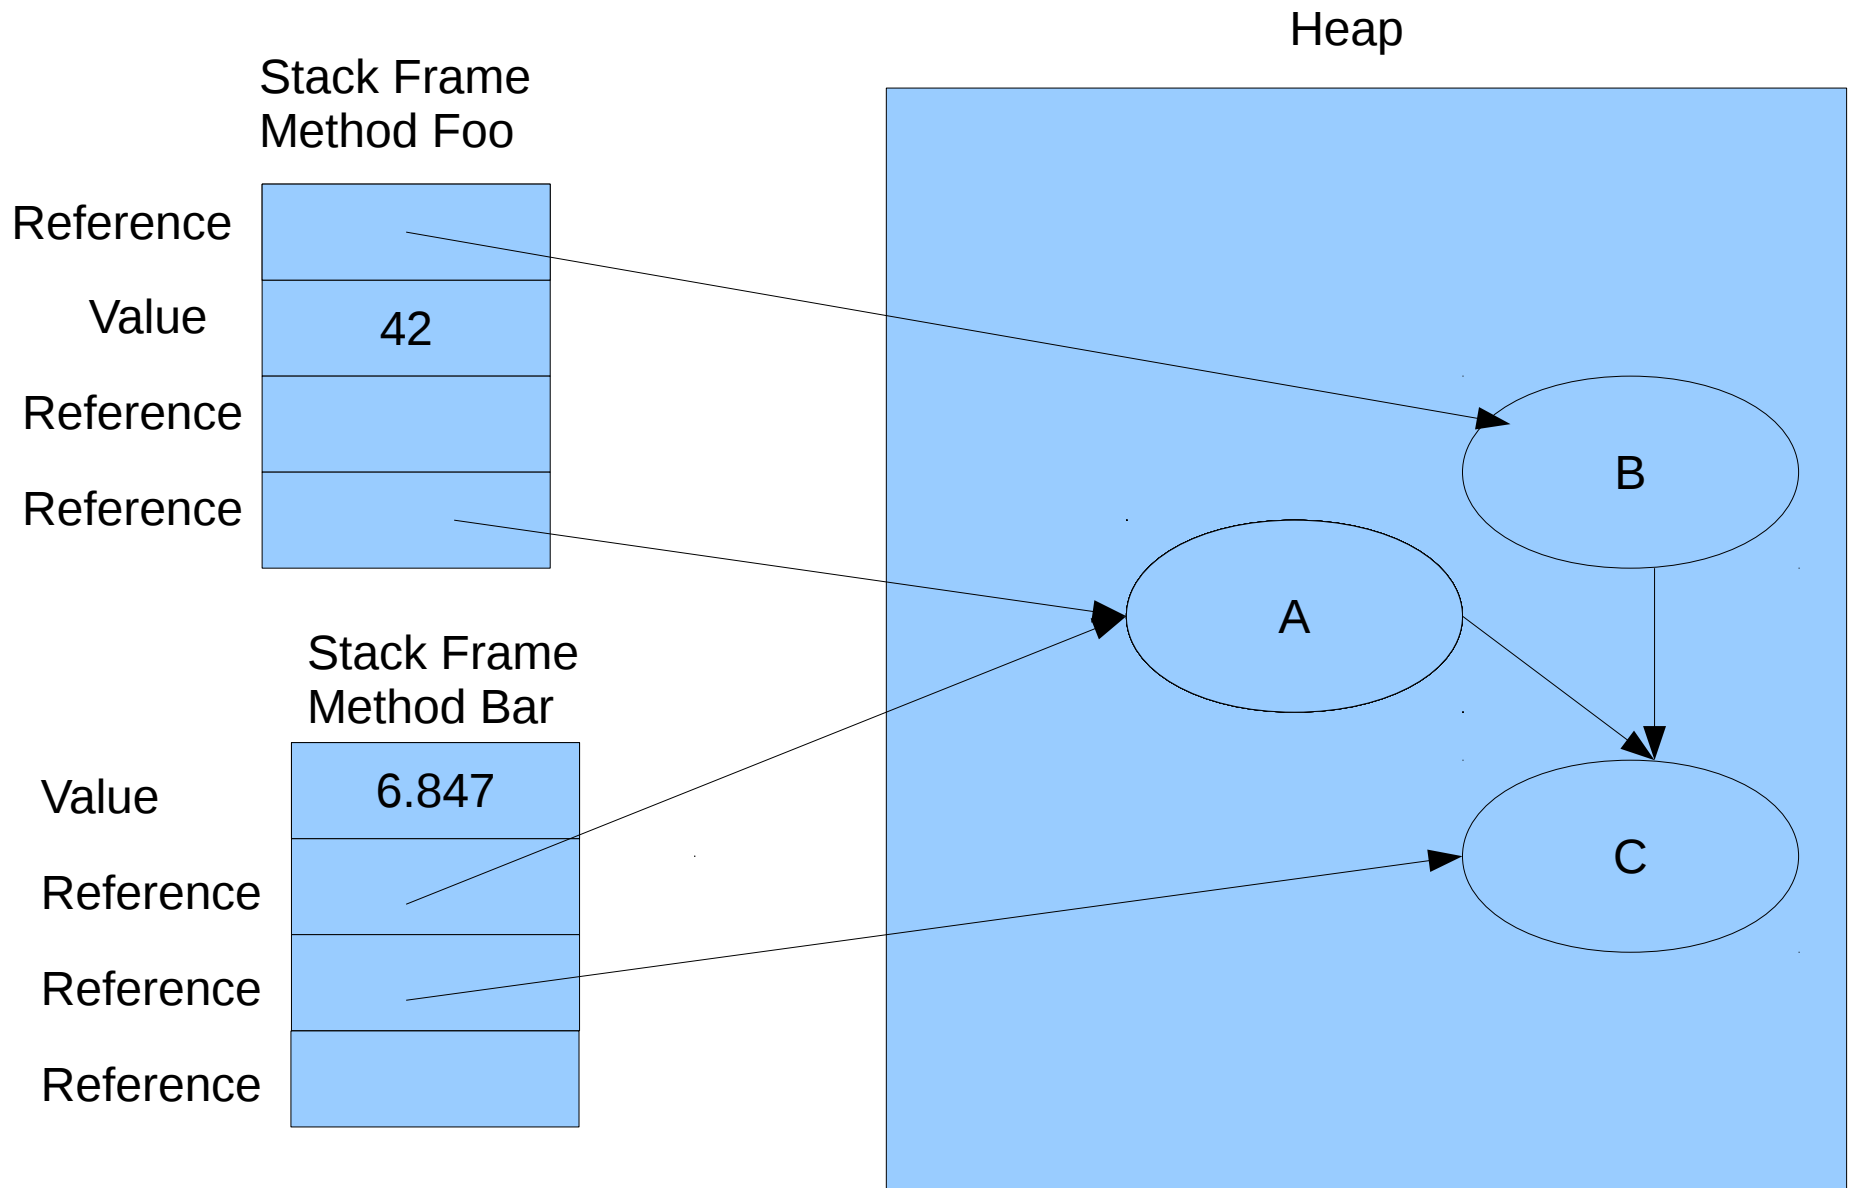 Heap
Stack Frame
Method Foo
Reference
Value
42
Reference
Reference
B
A
Stack Frame
Method Bar
Value
6.847
Reference
C
Reference
Reference